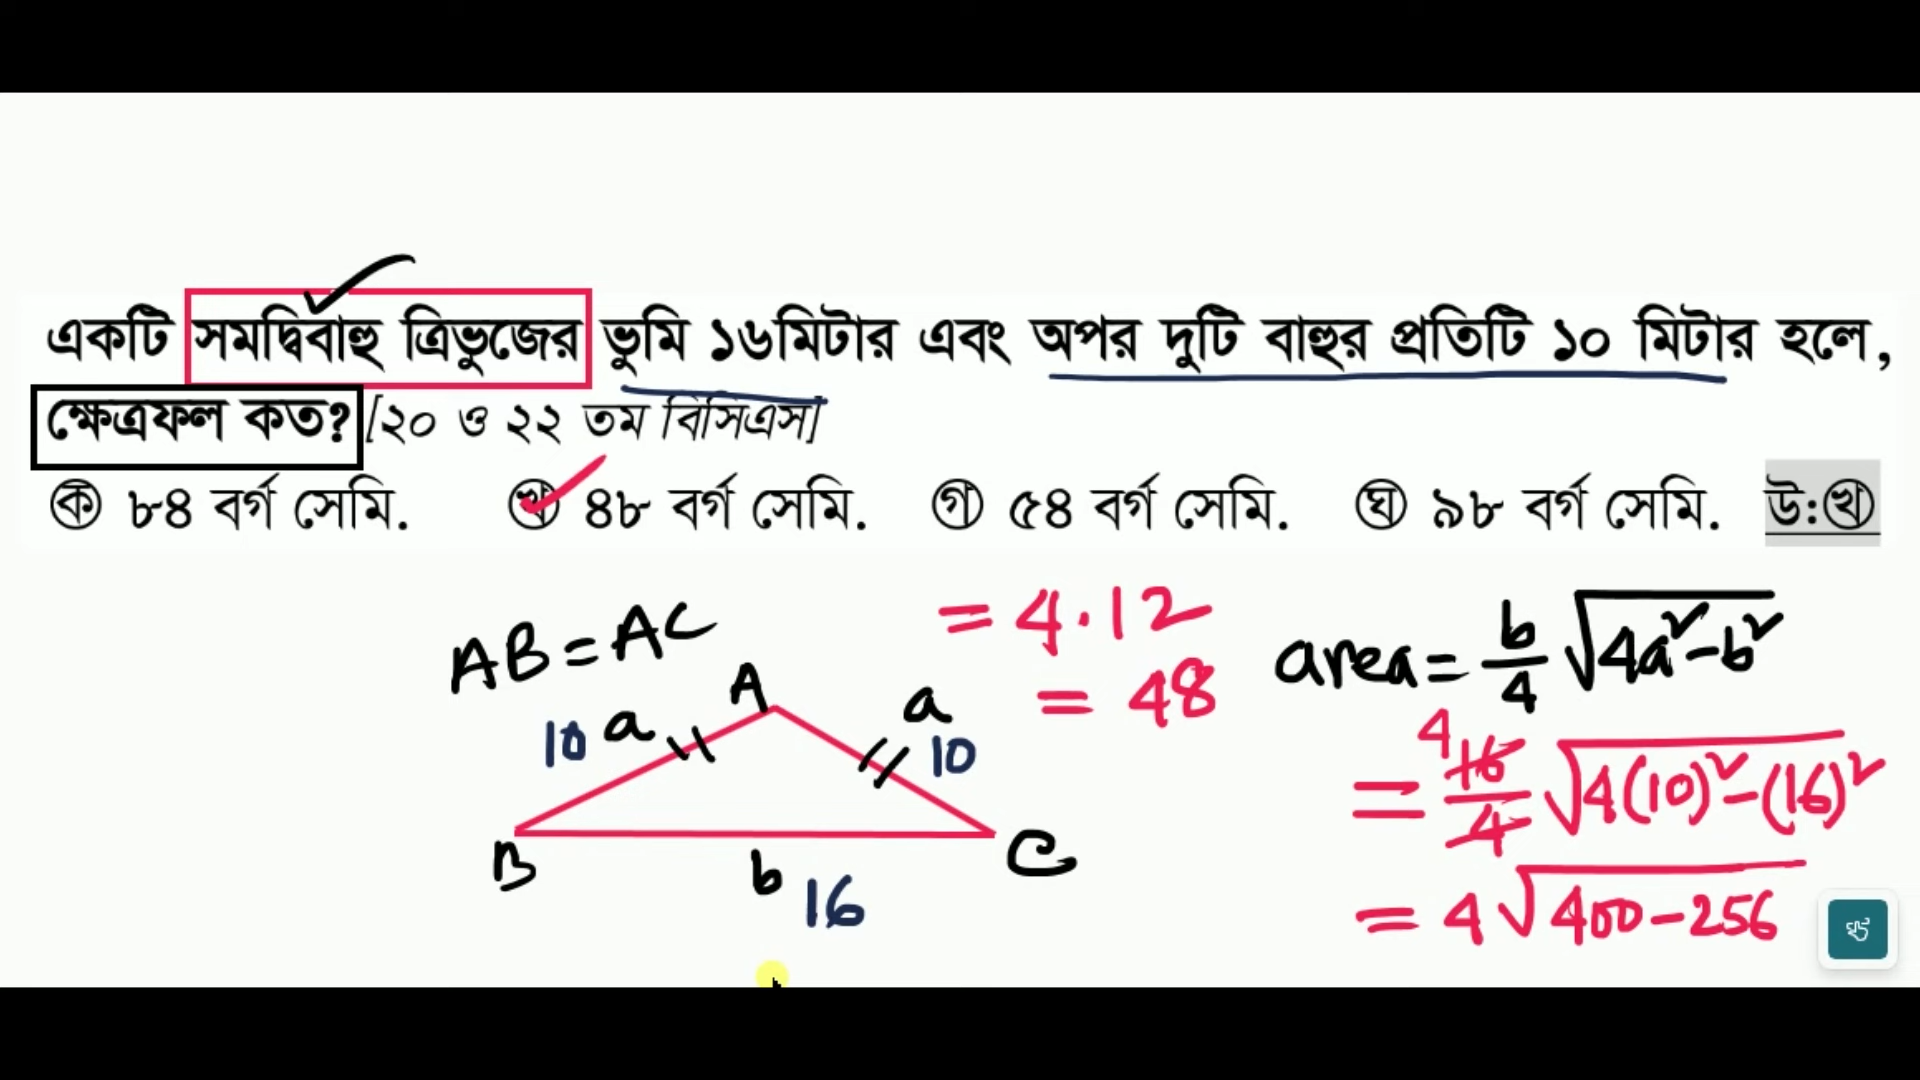 একটি সমদ্বিবাহু ত্রিভুজের ভুমি ১৬মিটার এবং অপর দুটি বাহুর প্রতিটি ১০ মিটার হলে,
ক্ষেত্রফল কত? [২০ ও ২২ তম বিসিএস]
ক ৮৪ বর্গ সেমি. খ ৪৮ বর্গ সেমি. গ ৫৪ বর্গ সেমি. ঘ ৯৮ বর্গ সেমি. উ:খ
AB = AC
A
a
10
a
10
B
b
16
C
= 4.12
= 48
area = b/4 √4a²-b²
= 4 16/4 √4(10)²-(16)²
= 4√400-256